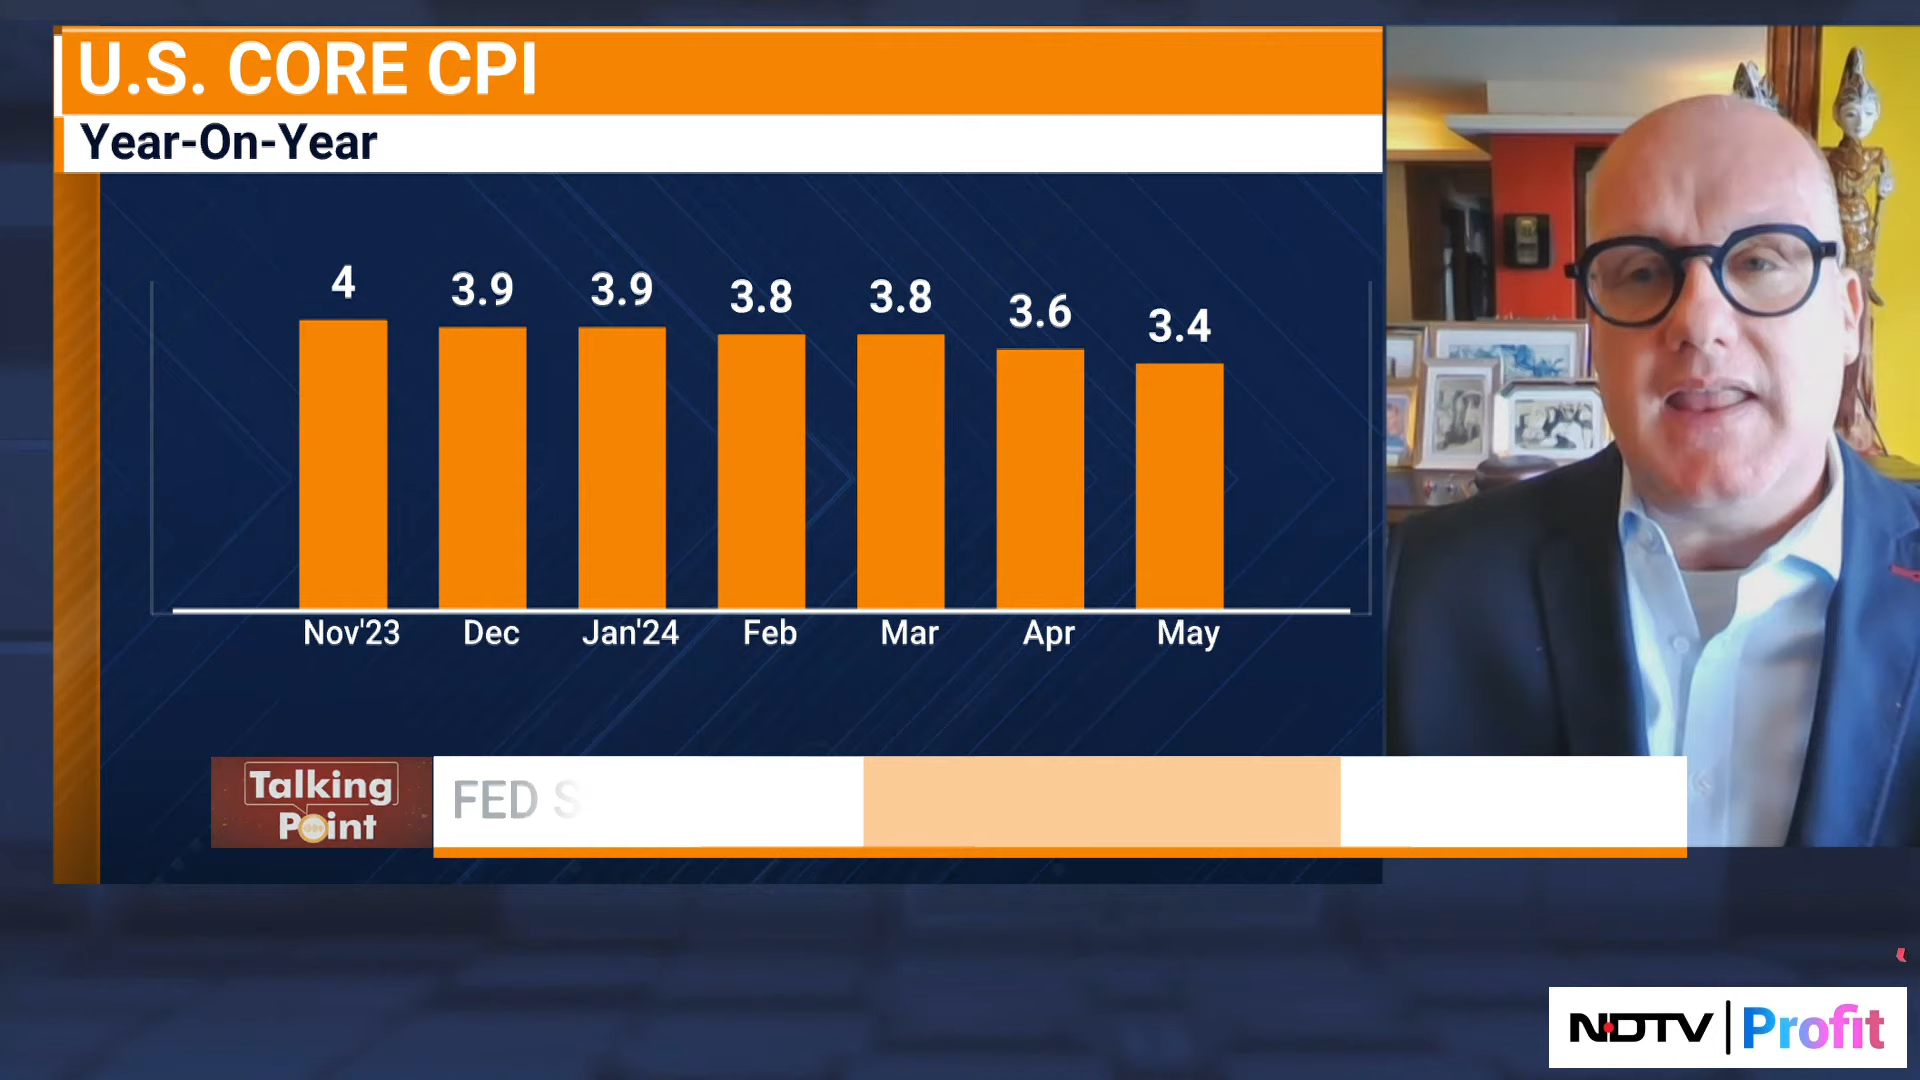 U.S. CORE CPI
Year-On-Year
4 3.9 3.9 3.8 3.8 3.6 3.4
Nov'23 Dec Jan'24 Feb Mar Apr May
Talking
Point
FED S
NDTV Profit